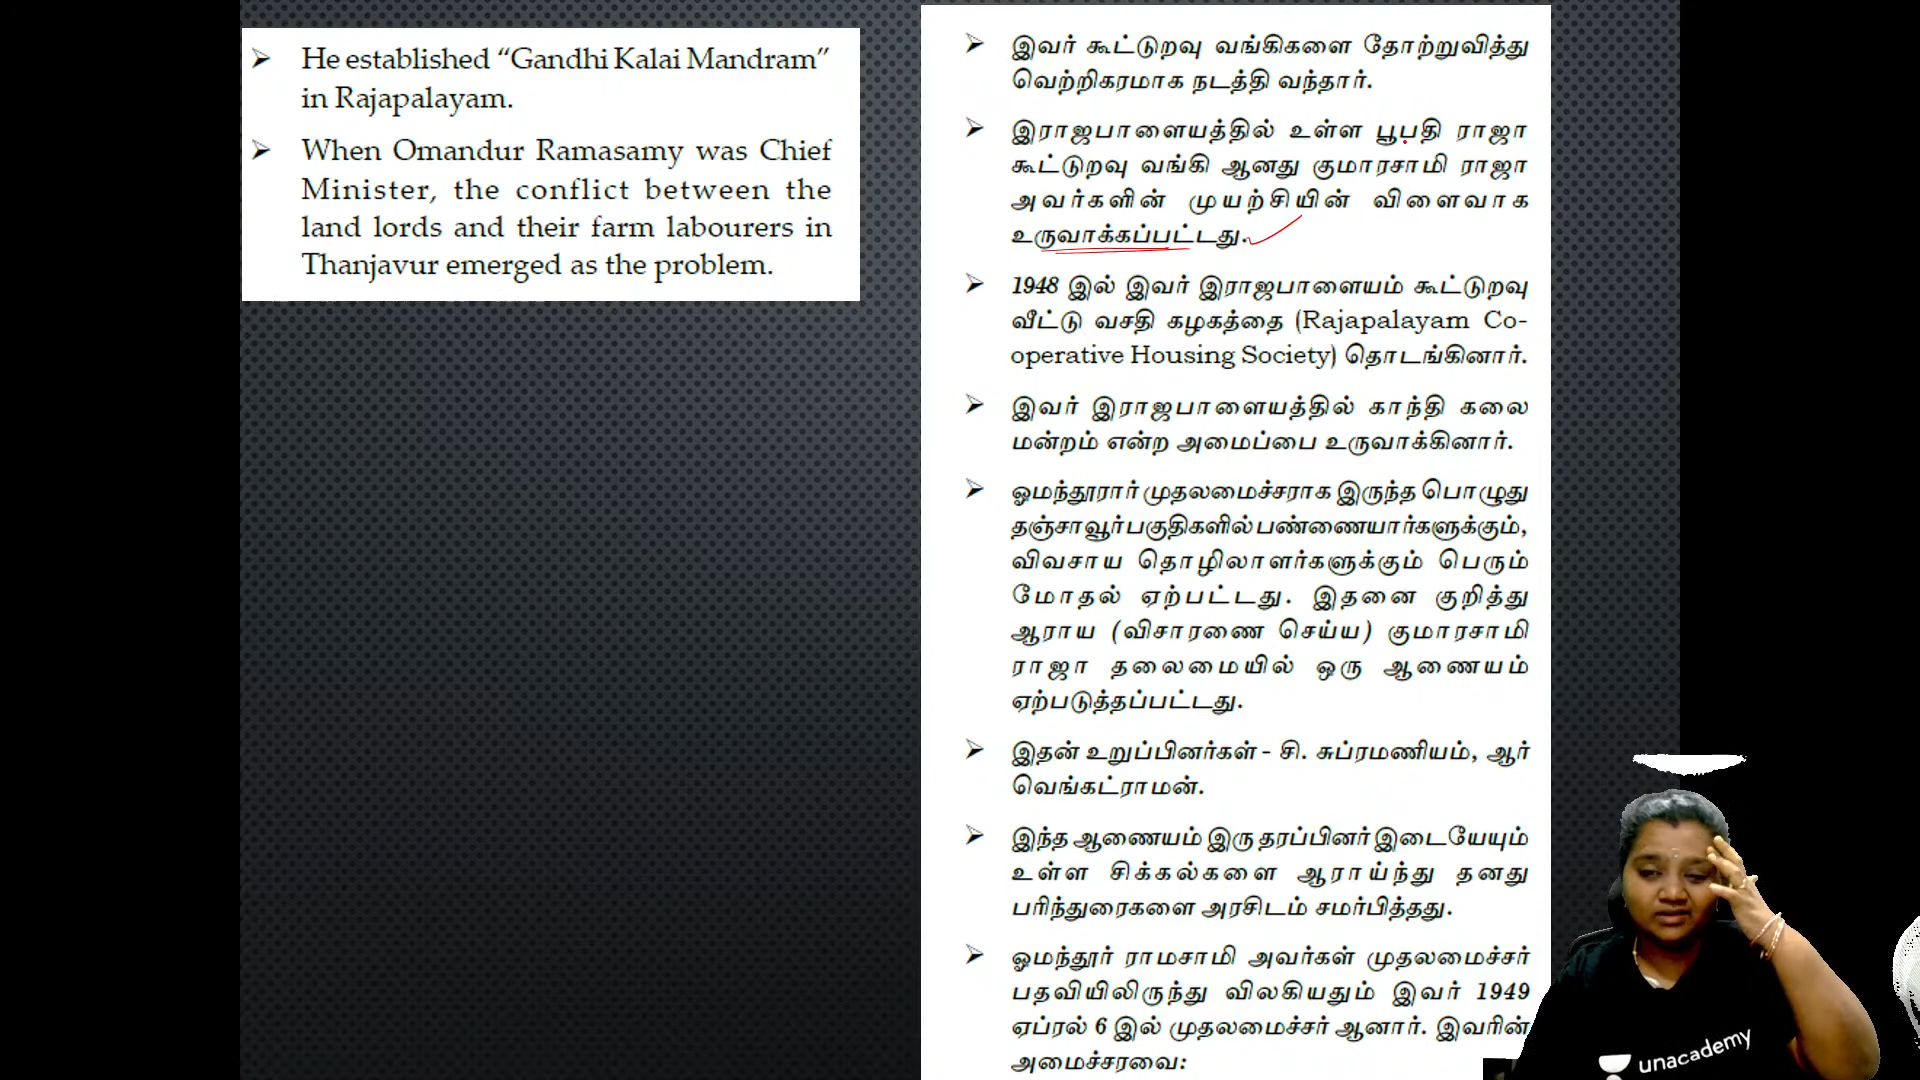 ➢ He established “Gandhi Kalai Mandram”
in Rajapalayam.
➢ When Omandur Ramasamy was Chief
Minister, the conflict between the
land lords and their farm labourers in
Thanjavur emerged as the problem.
➢ இவர் கூட்டுறவு வங்கிகளை தோற்றுவித்து
வெற்றிகரமாக நடத்தி வந்தார்.
➢ இராஜபாளையத்தில் உள்ள பூபதி ராஜா
கூட்டுறவு வங்கி ஆனது குமாரசாமி ராஜா
அவர்களின் முயற்சியின் விளைவாக
உருவாக்கப்பட்டது.
➢ 1948 இல் இவர் இராஜபாளையம் கூட்டுறவு
வீட்டு வசதி கழகத்தை (Rajapalayam Co-
operative Housing Society) தொடங்கினார்.
➢ இவர் இராஜபாளையத்தில் காந்தி கலை
மன்றம் என்ற அமைப்பை உருவாக்கினார்.
➢ ஓமந்தூரார் முதலமைச்சராக இருந்த பொழுது
தஞ்சாவூர் பகுதிகளில் பண்ணையார்களுக்கும்,
விவசாய தொழிலாளர்களுக்கும் பெரும்
மோதல் ஏற்பட்டது. இதனை குறித்து
ஆராய (விசாரணை செய்ய) குமாரசாமி
ராஜா தலைமையில் ஒரு ஆணையம்
ஏற்படுத்தப்பட்டது.
➢ இதன் உறுப்பினர்கள் - சி. சுப்ரமணியம், ஆர்
வெங்கட்ராமன்.
➢ இந்த ஆணையம் இரு தரப்பினர் இடையேயும்
உள்ள சிக்கல்களை ஆராய்ந்து தனது
பரிந்துரைகளை அரசிடம் சமர்பித்தது.
➢ ஓமந்தூர் ராமசாமி அவர்கள் முதலமைச்சர்
பதவியிலிருந்து விலகியதும் இவர் 1949
ஏப்ரல் 6 இல் முதலமைச்சர் ஆனார். இவரின்
அமைச்சரவை:
unacademy